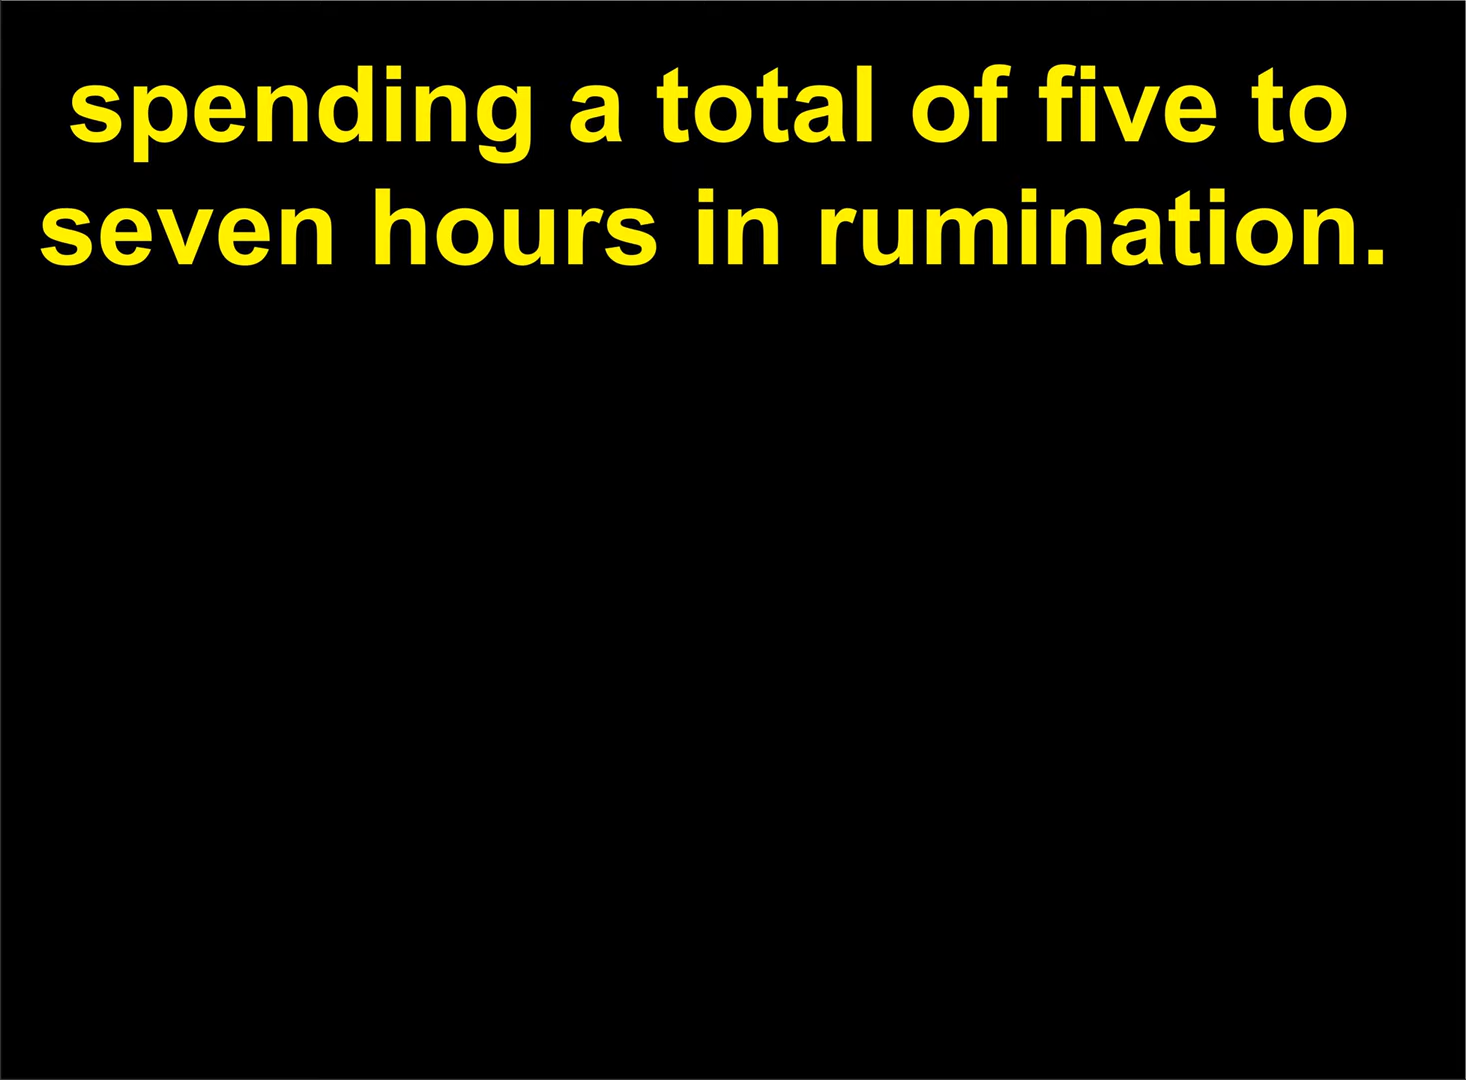 spending a total of five to
seven hours in rumination.